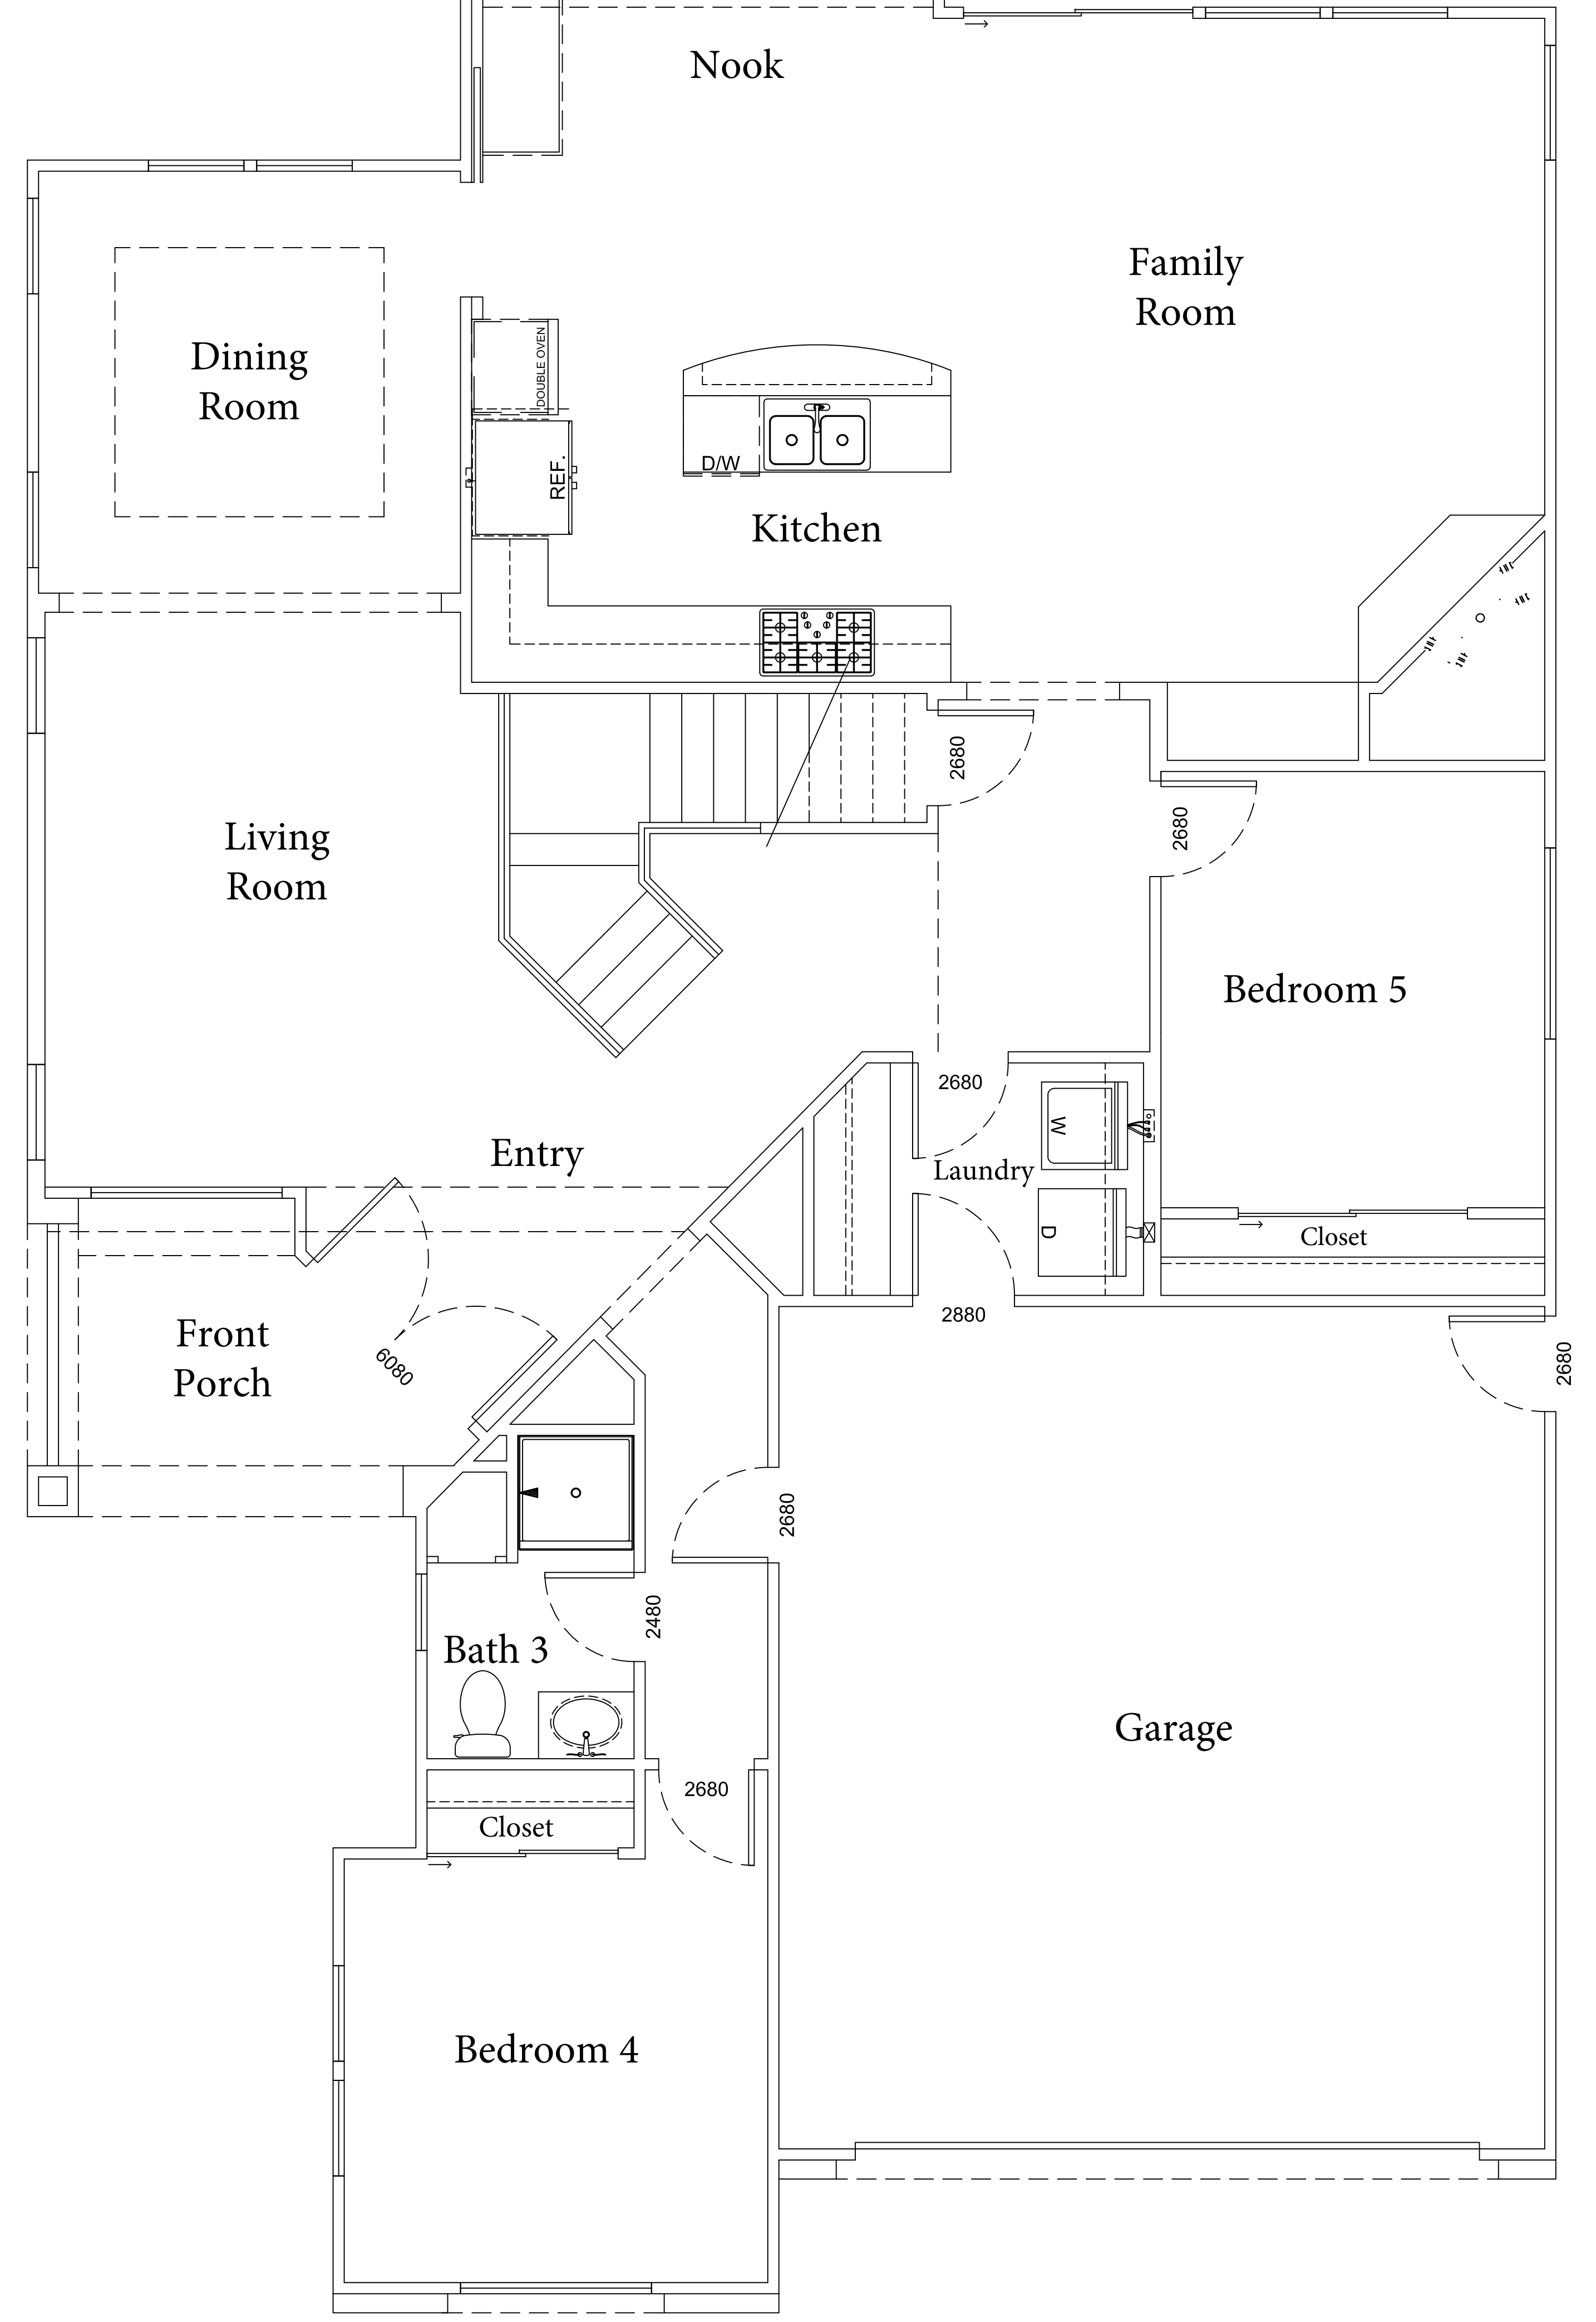 Nook
Family
Room
Dining
Room
DOUBLE OVEN
REF.
D/W
Kitchen
2680
2680
Living
Room
Bedroom 5
2680
W
Entry
Laundry
D
Closet
2880
Front
Porch
6080
2680
2680
2480
Bath 3
Garage
2680
Closet
Bedroom 4